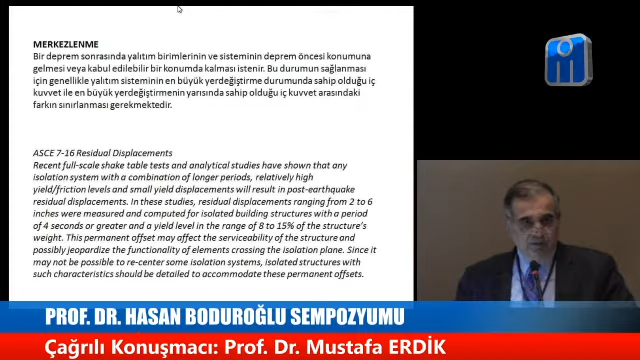 MERKEZLENME
Bir deprem sonrasında yalıtım birimlerinin ve sisteminin deprem öncesi konumuna
gelmesi veya kabul edilebilir bir konumda kalması istenir. Bu durumun sağlanması
için genellikle yalıtım sisteminin en büyük yerdeğiştirme durumunda sahip olduğu iç
kuvvet ile en büyük yerdeğiştirmenin yarısında sahip olduğu iç kuvvet arasındaki
farkın sınırlanması gerekmektedir.
ASCE 7-16 Residual Displacements
Recent full-scale shake table tests and analytical studies have shown that any
isolation system with a combination of longer periods, relatively high
yield/friction levels and small yield displacements will result in post-earthquake
residual displacements. In these studies, residual displacements ranging from 2 to 6
inches were measured and computed for isolated building structures with a period
of 4 seconds or greater and a yield level in the range of 8 to 15% of the structure's
weight. This permanent offset may affect the serviceability of the structure and
possibly jeopardize the functionality of elements crossing the isolation plane. Since it
may not be possible to re-center some isolation systems, isolated structures with
such characteristics should be detailed to accommodate these permanent offsets.
PROF. DR. HASAN BODUROĞLU SEMPOZYUMU
Çağrılı Konuşmacı: Prof. Dr. Mustafa ERDİK